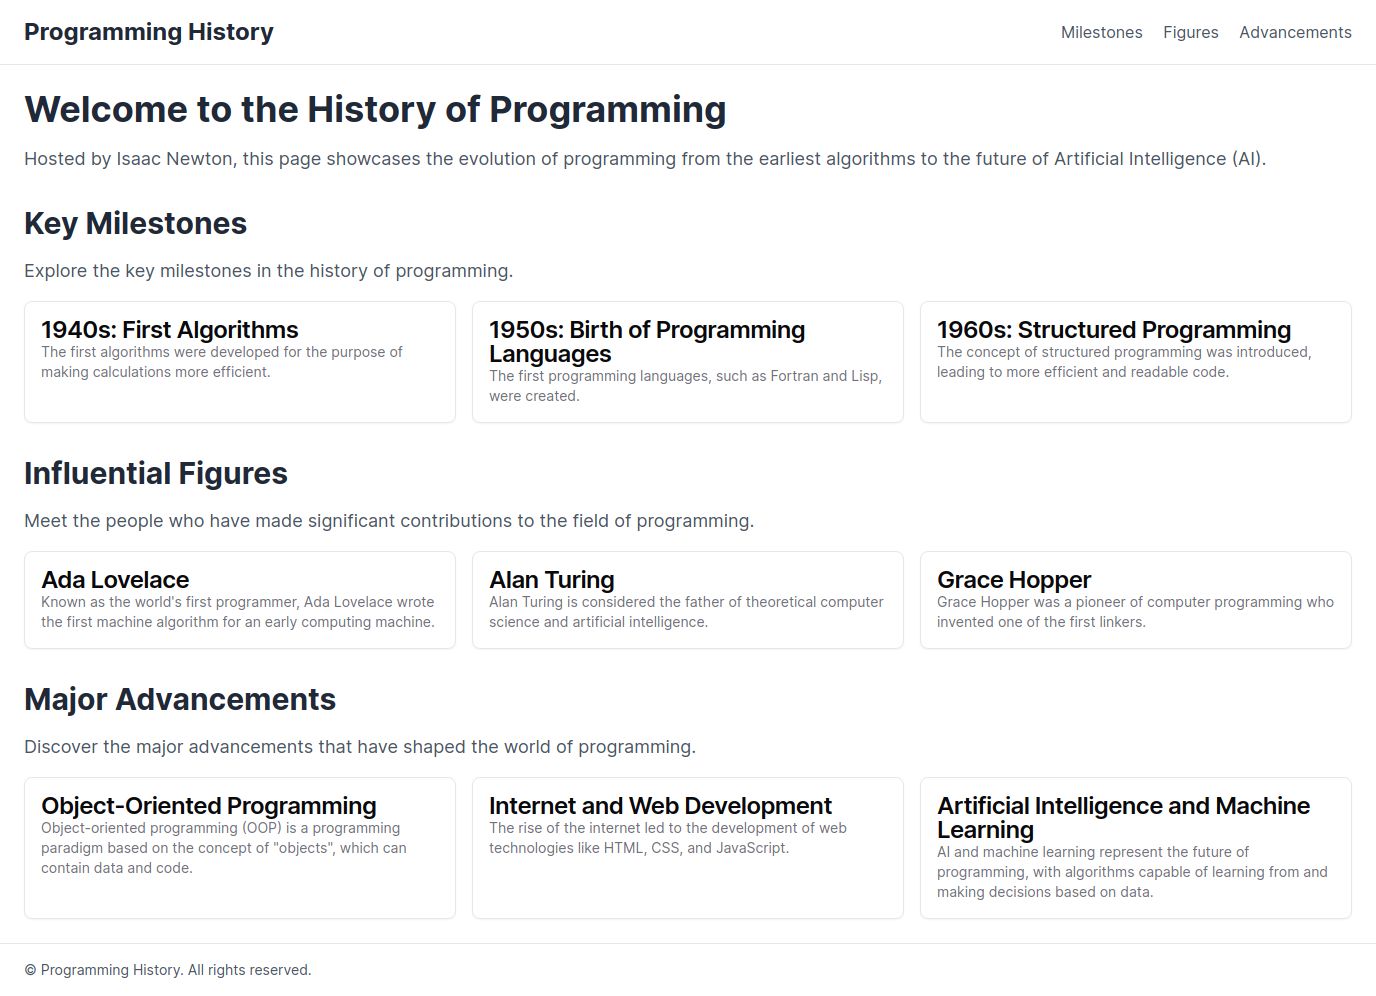 Programming History
Milestones Figures Advancements
Welcome to the History of Programming
Hosted by Isaac Newton, this page showcases the evolution of programming from the earliest algorithms to the future of Artificial Intelligence (AI).
Key Milestones
Explore the key milestones in the history of programming.
1940s: First Algorithms
The first algorithms were developed for the purpose of
making calculations more efficient.
1950s: Birth of Programming
Languages
The first programming languages, such as Fortran and Lisp,
were created.
1960s: Structured Programming
The concept of structured programming was introduced,
leading to more efficient and readable code.
Influential Figures
Meet the people who have made significant contributions to the field of programming.
Ada Lovelace
Known as the world's first programmer, Ada Lovelace wrote
the first machine algorithm for an early computing machine.
Alan Turing
Alan Turing is considered the father of theoretical computer
science and artificial intelligence.
Grace Hopper
Grace Hopper was a pioneer of computer programming who
invented one of the first linkers.
Major Advancements
Discover the major advancements that have shaped the world of programming.
Object-Oriented Programming
Object-oriented programming (OOP) is a programming
paradigm based on the concept of "objects", which can
contain data and code.
Internet and Web Development
The rise of the internet led to the development of web
technologies like HTML, CSS, and JavaScript.
Artificial Intelligence and Machine
Learning
AI and machine learning represent the future of
programming, with algorithms capable of learning from and
making decisions based on data.
© Programming History. All rights reserved.